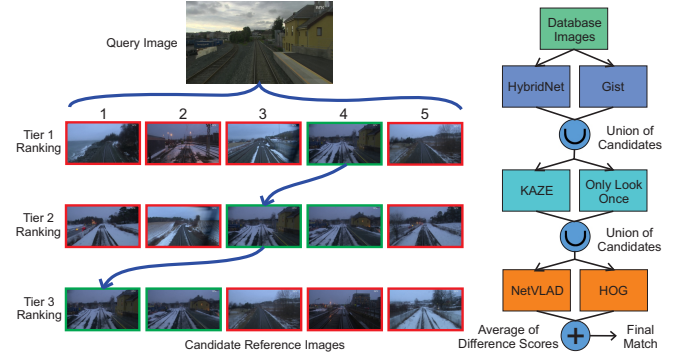 Query Image
1 2 3 4 5
Tier 1
Ranking
Tier 2
Ranking
Tier 3
Ranking
Candidate Reference Images
Database
Images
HybridNet
Gist
Union of
Candidates
KAZE
Only Look
Once
Union of
Candidates
NetVLAD
HOG
Average of
Difference Scores
+
Final
Match